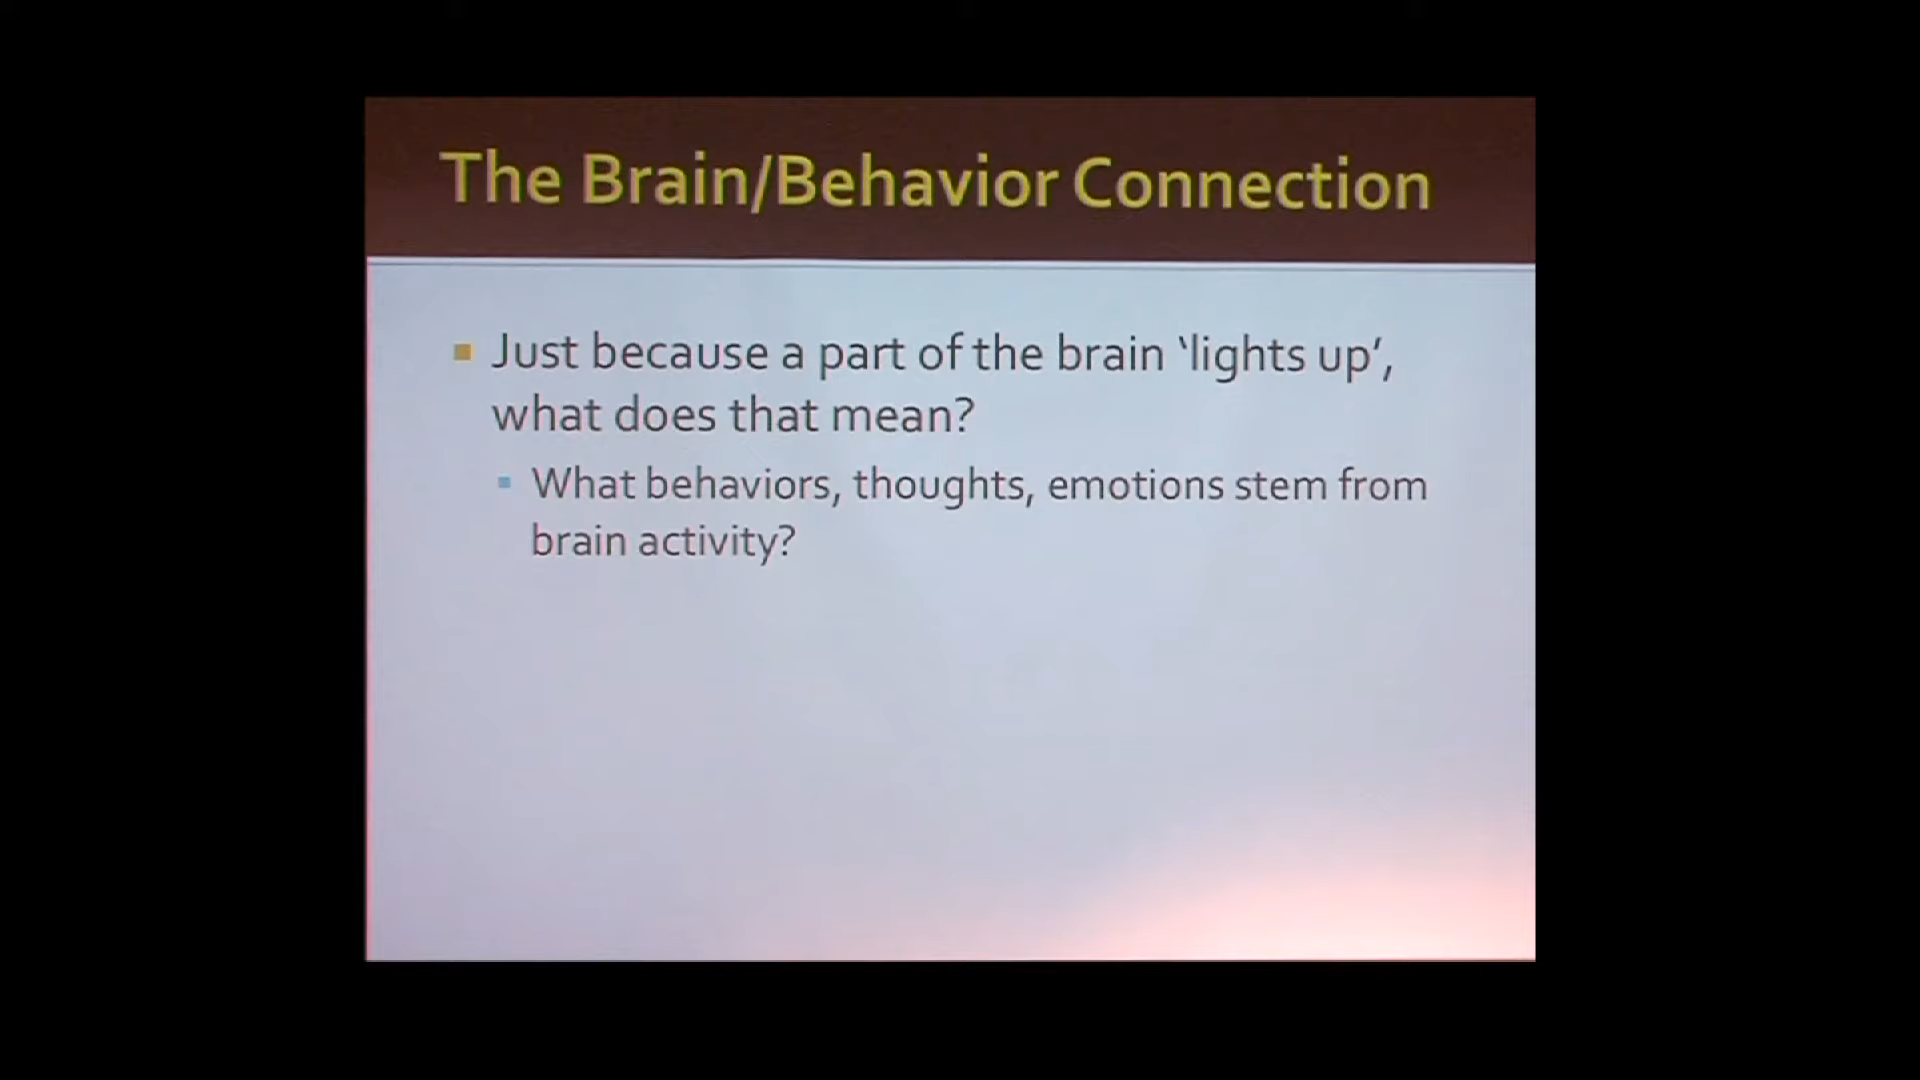 The Brain/Behavior Connection
Just because a part of the brain ‘lights up’,
what does that mean?
What behaviors, thoughts, emotions stem from
brain activity?